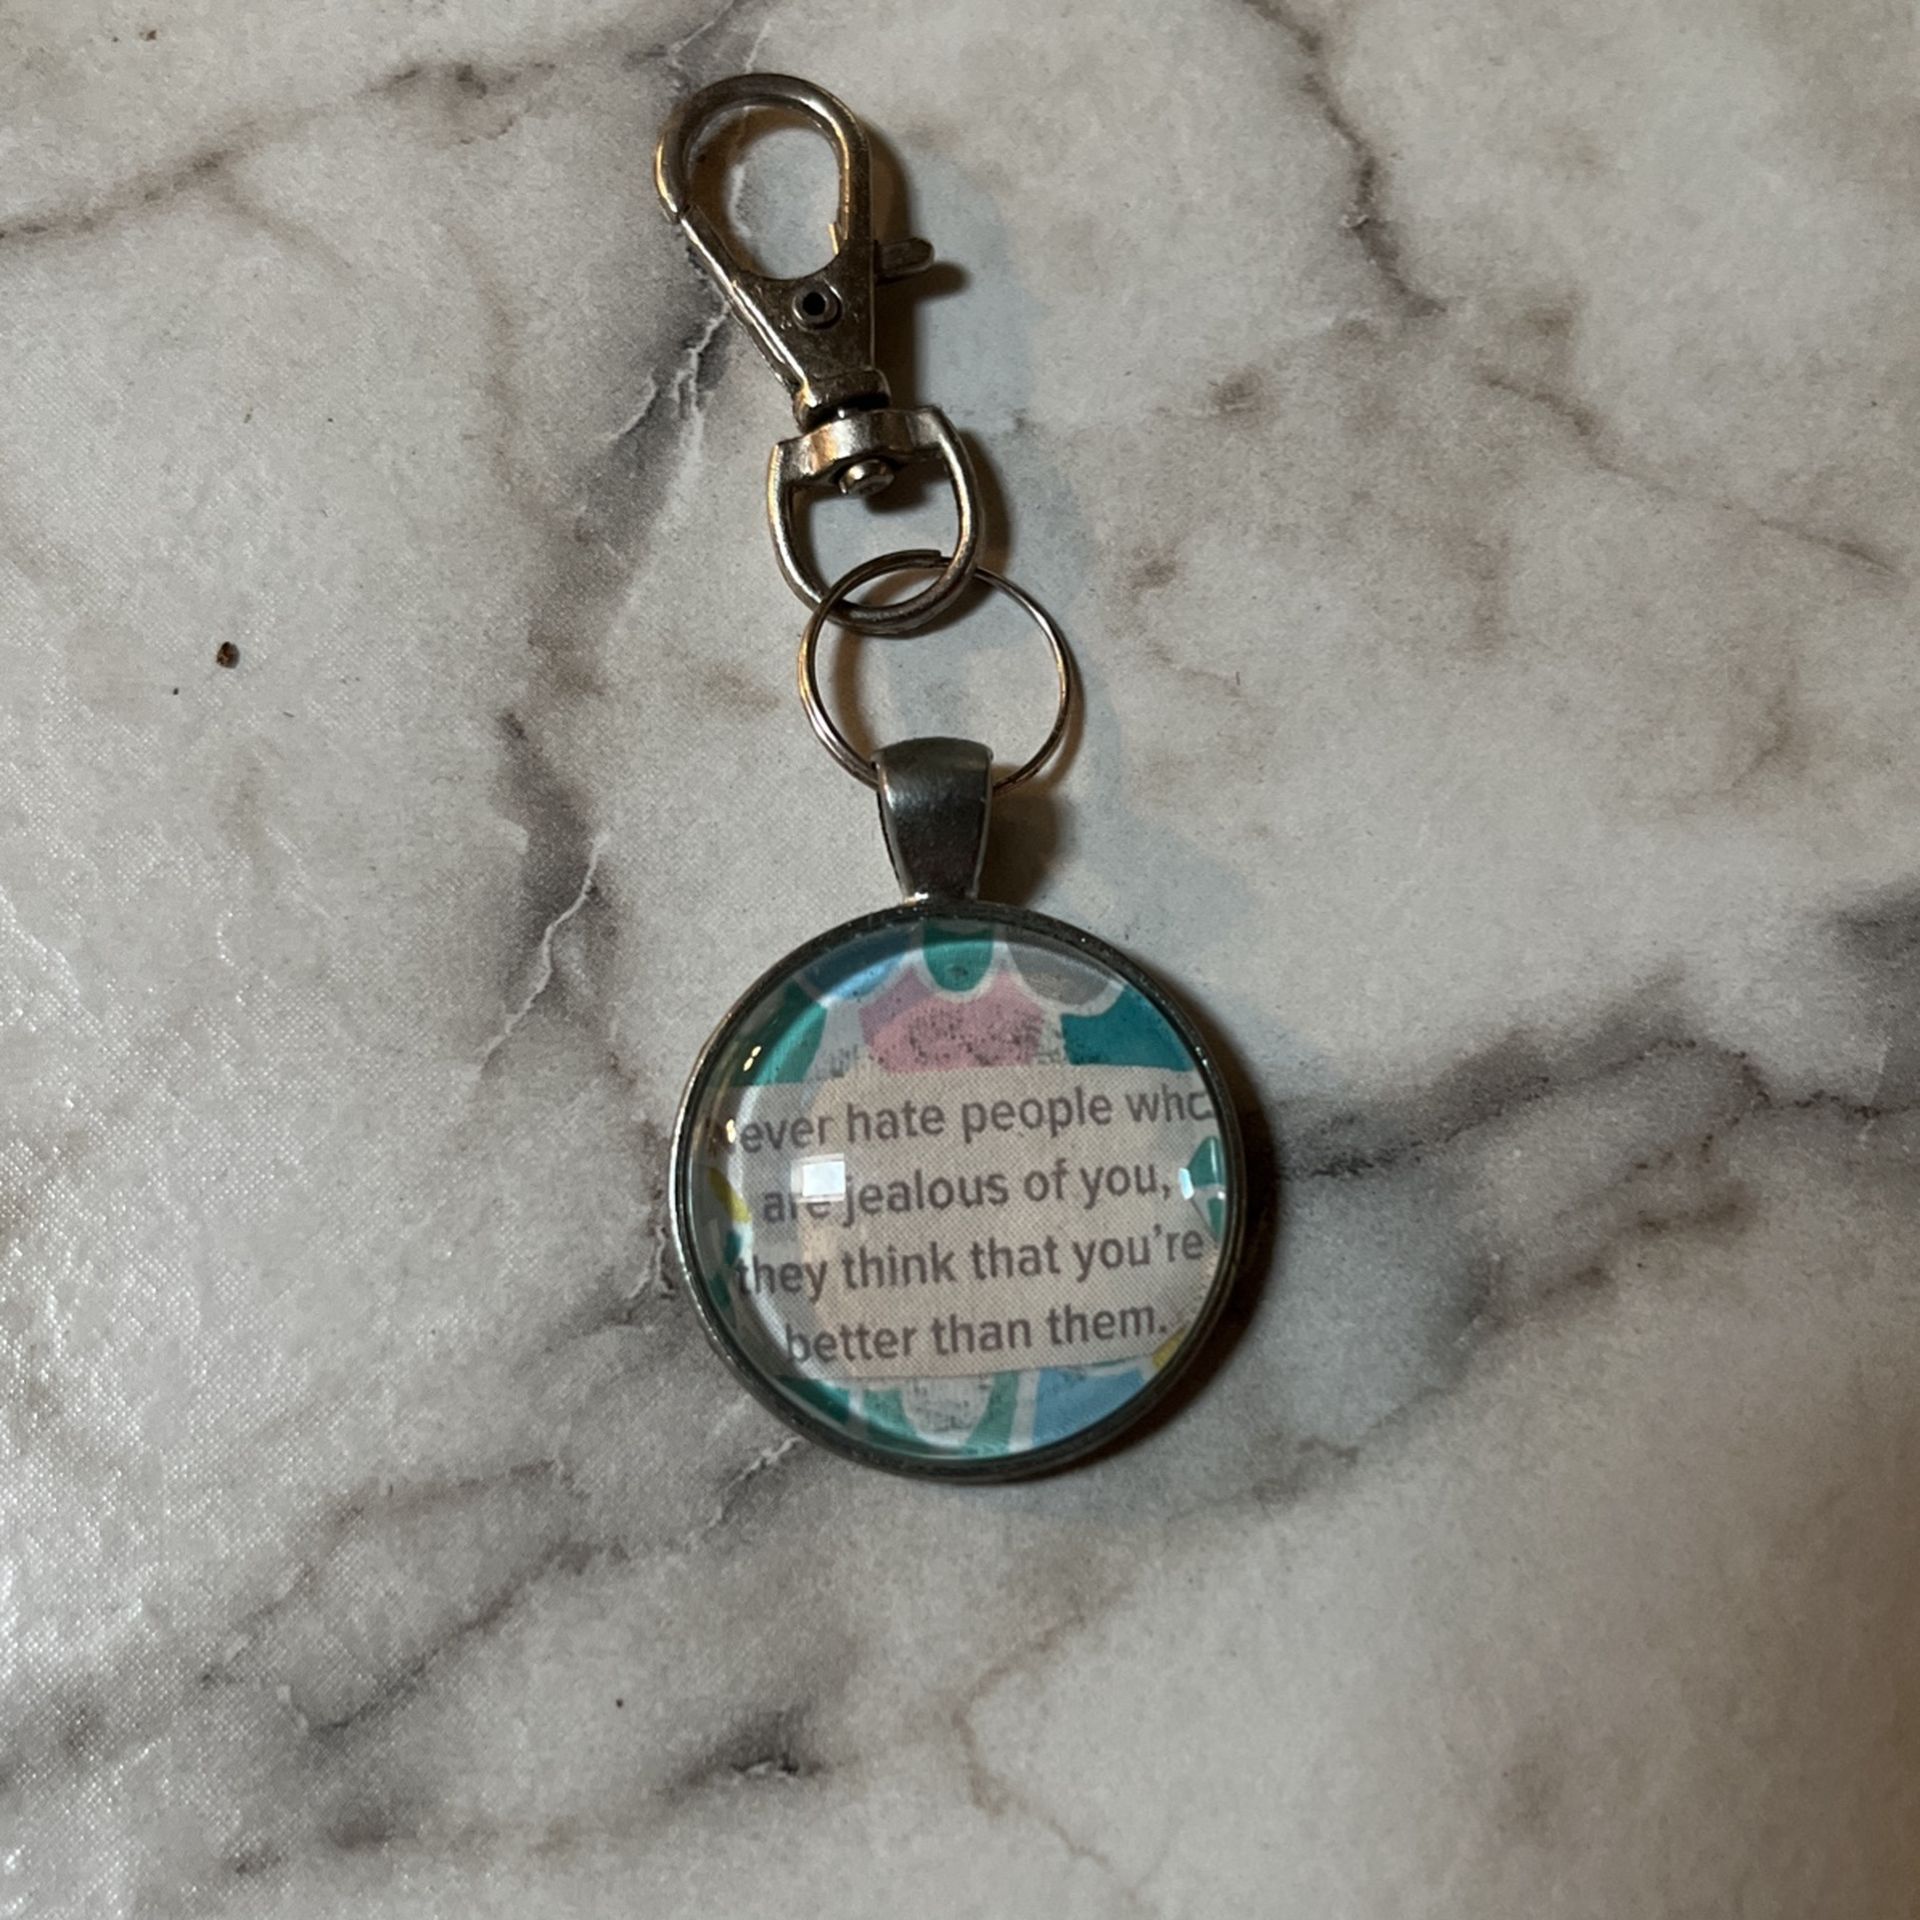 ever hate people who
are jealous of you,
they think that you're
better than them.